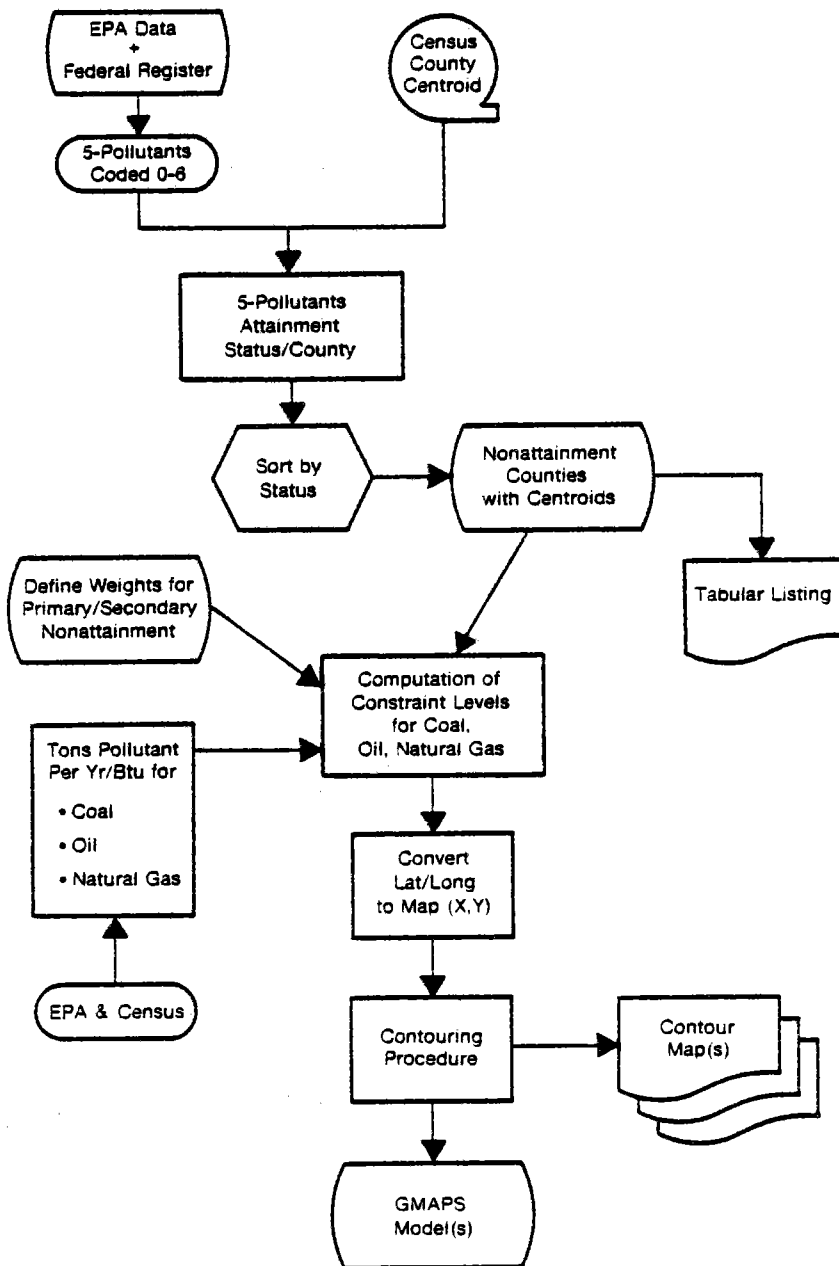 EPA Data
+
Federal Register
Census
County
Centroid
5-Pollutants
Coded 0-6
5-Pollutants
Attainment
Status/County
Sort by
Status
Nonattainment
Counties
with Centroids
Tabular Listing
Define Weights for
Primary/Secondary
Nonattainment
Computation of
Constraint Levels
for Coal,
Oil, Natural Gas
Tons Pollutant
Per Yr/Btu for
• Coal
• Oil
• Natural Gas
Convert
Lat/Long
to Map (X,Y)
EPA & Census
Contouring
Procedure
Contour
Map(s)
GMAPS
Model(s)